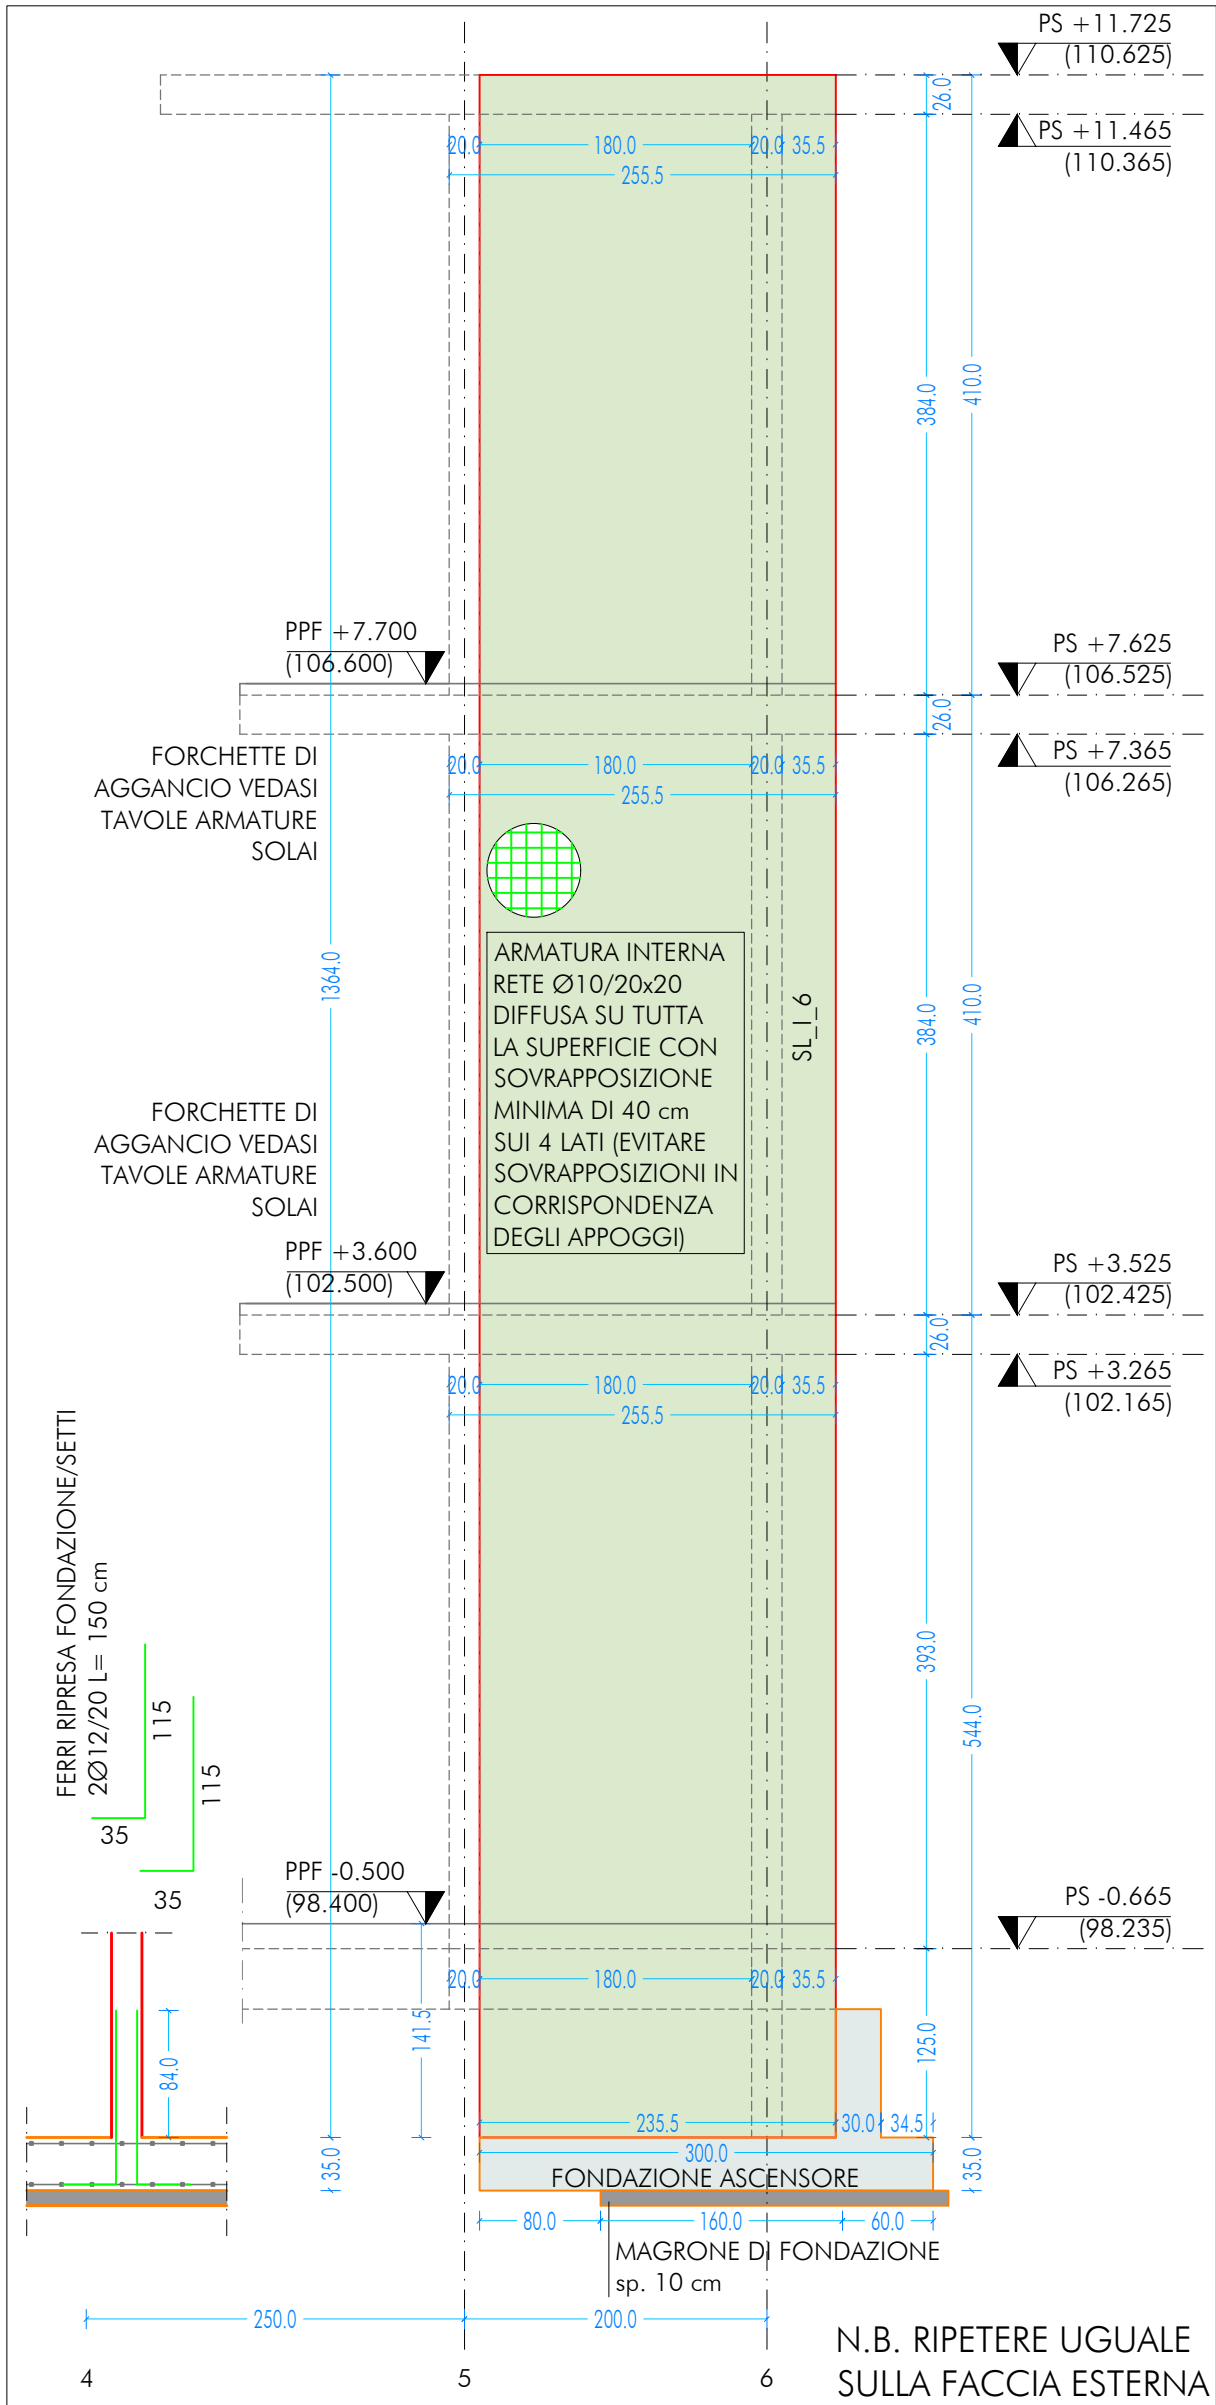 PS +11.725
(110.625)
26.0
PS +11.465
(110.365)
20.0 180.0 20.0 35.5
255.5
384.0
410.0
PPF +7.700
(106.600)
PS +7.625
(106.525)
26.0
PS +7.365
(106.265)
FORCHETTE DI
AGGANCIO VEDASI
TAVOLE ARMATURE
SOLAI
20.0 180.0 20.0 35.5
255.5
1364.0
ARMATURA INTERNA
RETE Ø10/20x20
DIFFUSA SU TUTTA
LA SUPERFICIE CON
SOVRAPPOSIZIONE
MINIMA DI 40 cm
SUI 4 LATI (EVITARE
SOVRAPPOSIZIONI IN
CORRISPONDENZA
DEGLI APPOGGI)
SL_I_6
384.0
410.0
FORCHETTE DI
AGGANCIO VEDASI
TAVOLE ARMATURE
SOLAI
PPF +3.600
(102.500)
PS +3.525
(102.425)
26.0
PS +3.265
(102.165)
20.0 180.0 20.0 35.5
255.5
FERRI RIPRESA FONDAZIONE/SETTI
2Ø12/20 L= 150 cm
115
115
35
35
393.0
544.0
PPF -0.500
(98.400)
PS -0.665
(98.235)
20.0 180.0 20.0 35.5
141.5
125.0
84.0
235.5 30.0 34.5
300.0
35.0
35.0
FONDAZIONE ASCENSORE
80.0 160.0 60.0
MAGRONE DI FONDAZIONE
sp. 10 cm
250.0 200.0
4 5 6
N.B. RIPETERE UGUALE
SULLA FACCIA ESTERNA